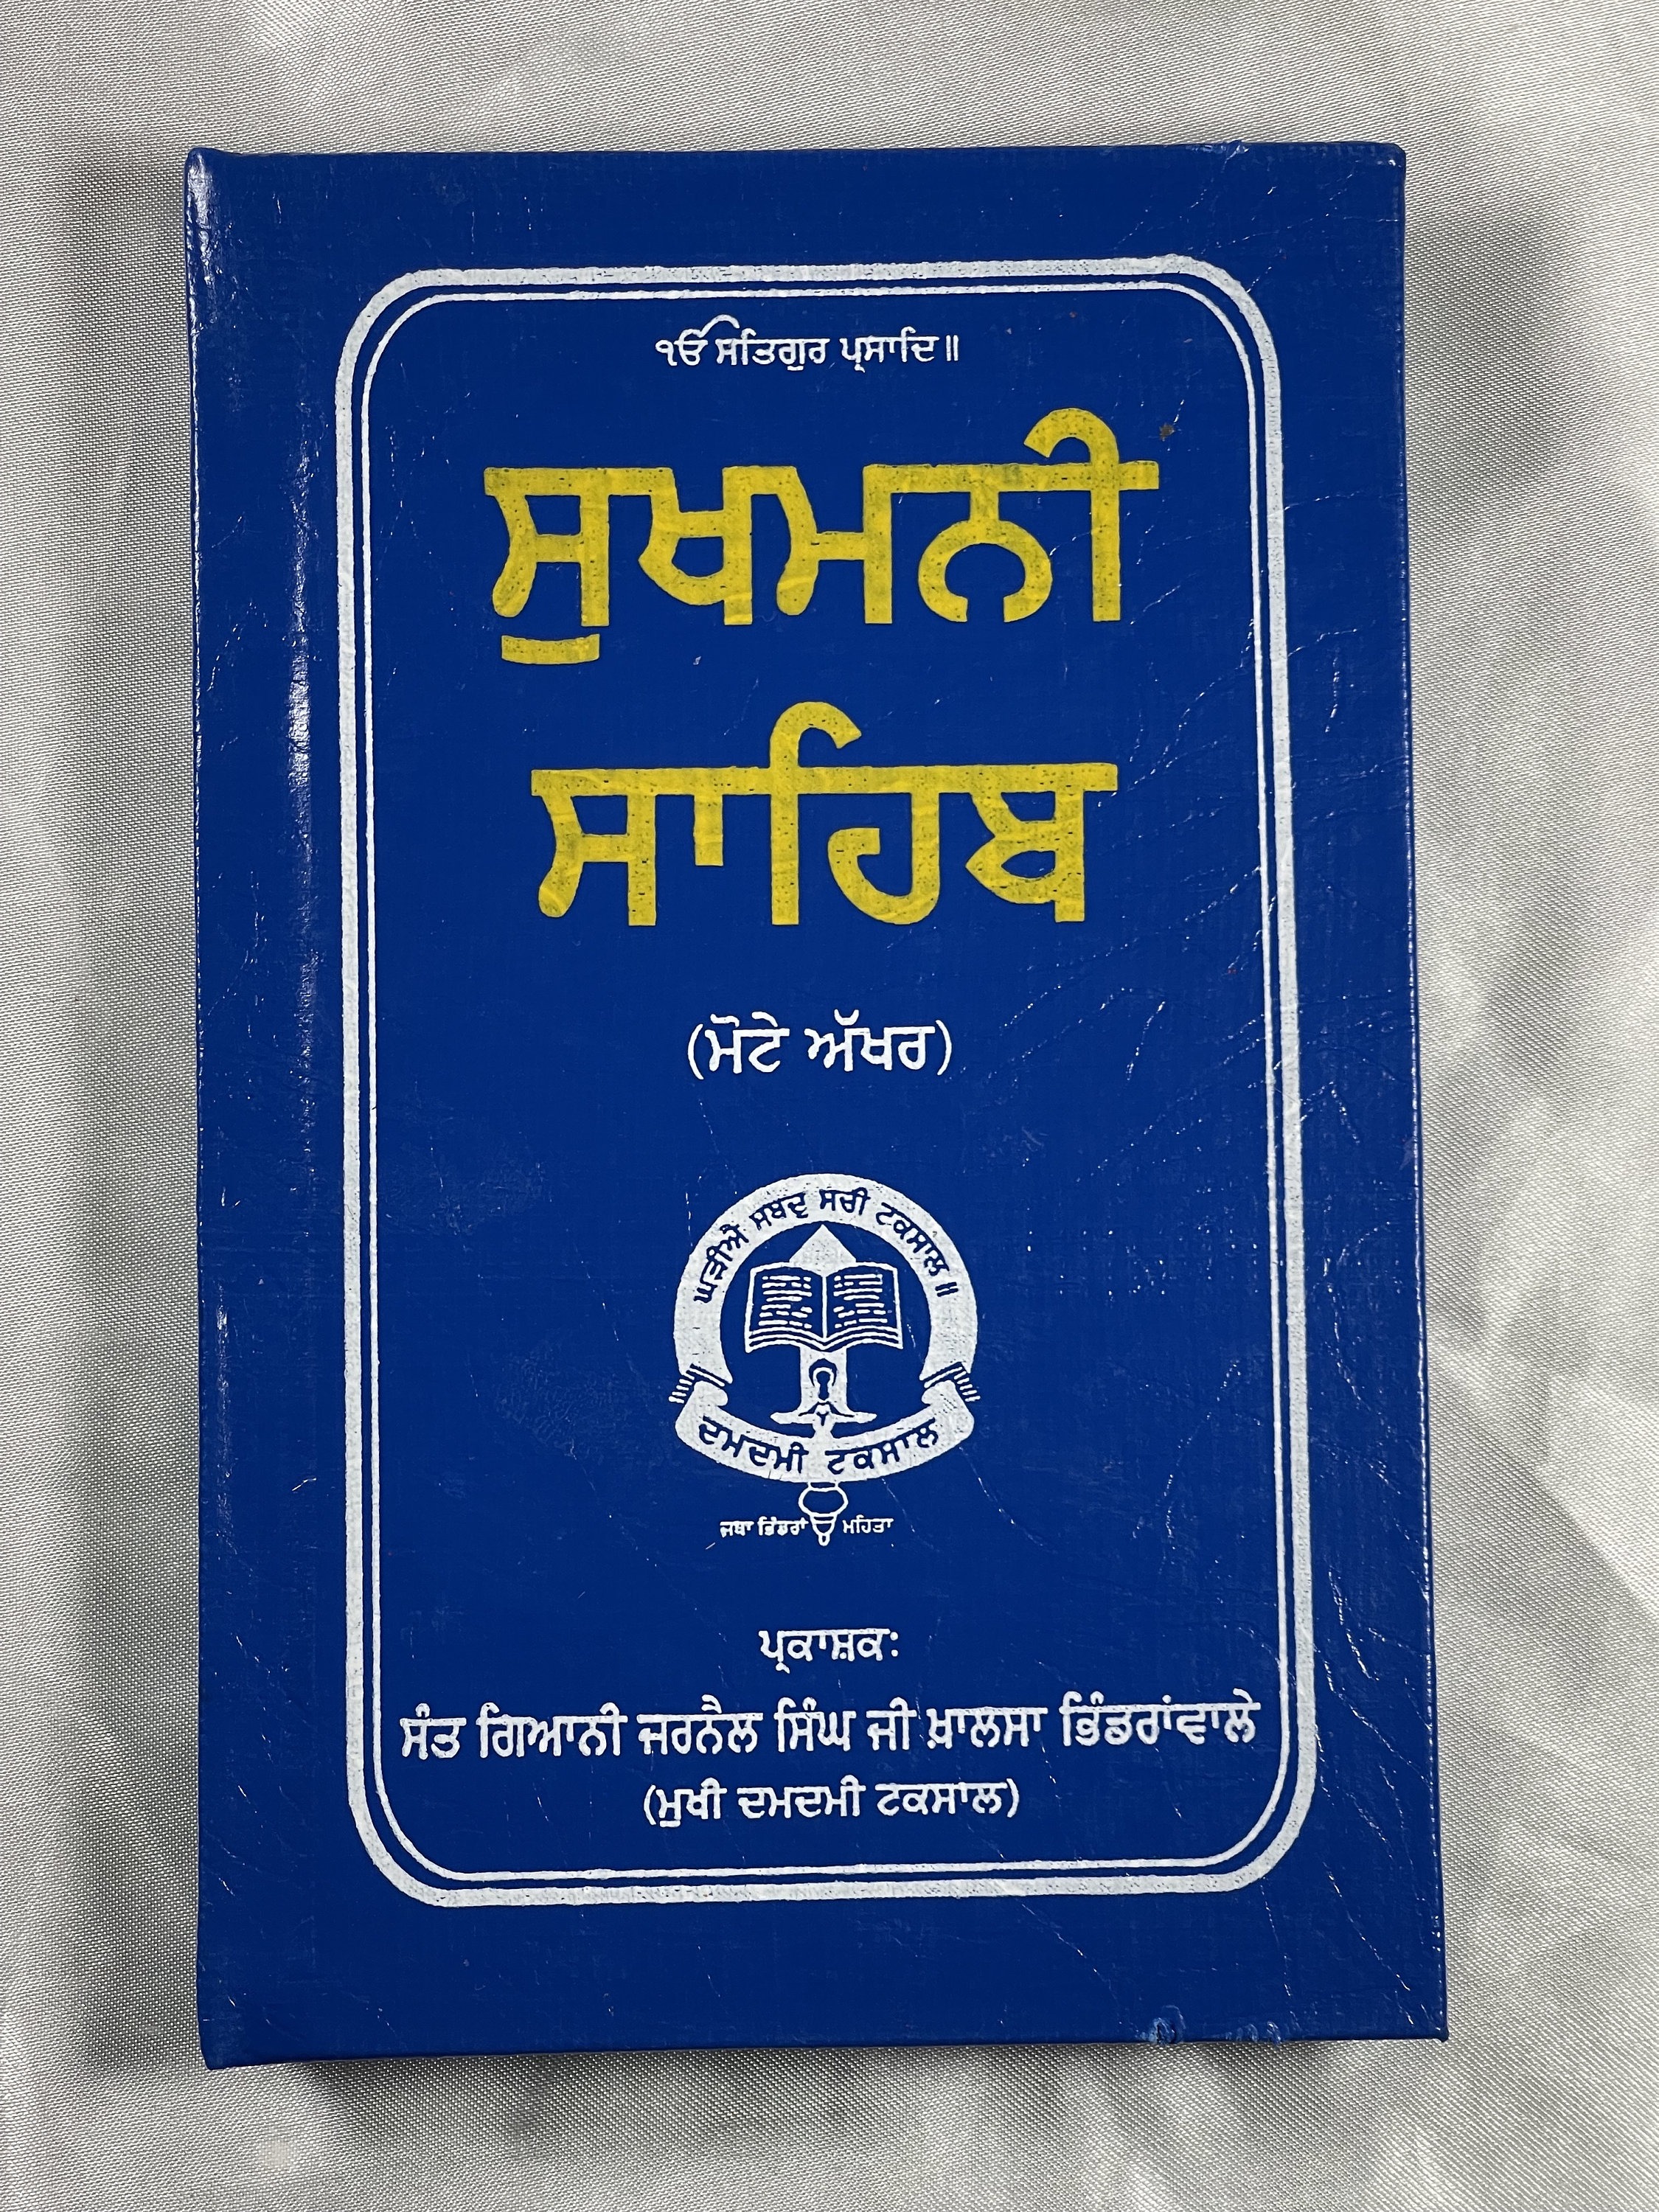 ੴ ਸਤਿਗੁਰ ਪ੍ਰਸਾਦਿ॥
ਸੁਖਮਨੀ
ਸਾਹਿਬ
(ਮੋਟੇ ਅੱਖਰ)
ਘੜੀਐ ਸਬਦੁ ਸਚੀ ਟਕਸਾਲ॥
ਦਮਦਮੀ ਟਕਸਾਲ
ਜਥਾ ਭਿੰਡਰਾਂ ਮਹਿਤਾ
ਪ੍ਰਕਾਸ਼ਕ:
ਸੰਤ ਗਿਆਨੀ ਜਰਨੈਲ ਸਿੰਘ ਜੀ ਖ਼ਾਲਸਾ ਭਿੰਡਰਾਂਵਾਲੇ
(ਮੁਖੀ ਦਮਦਮੀ ਟਕਸਾਲ)